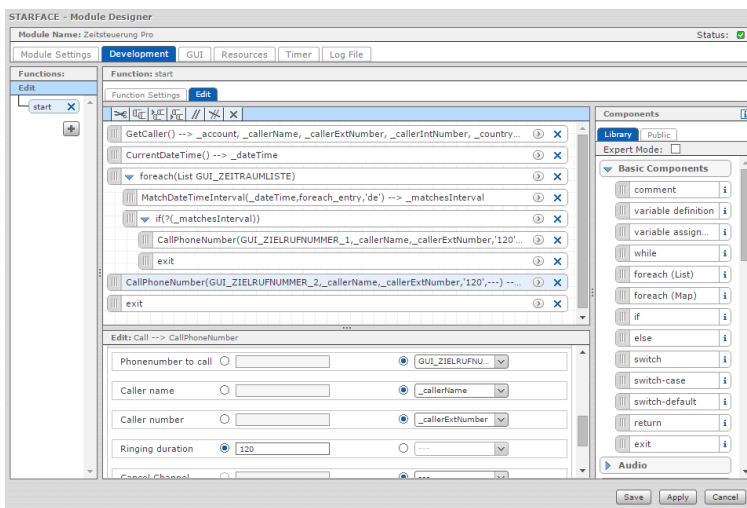 STARFACE - Module Designer
Module Name: Zeitsteuerung Pro Status:
Module Settings Development GUI Resources Timer Log File
Functions:
Edit
start X
Function: start
Function Settings Edit
GetCaller() --> _account, _callerName, _callerExtNumber, _callerIntNumber, _country...
CurrentDateTime() --> _dateTime
foreach(List GUI_ZEITRAUMLISTE)
MatchDateTimeInterval(_dateTime,foreach_entry,'de') --> _matchesInterval
if(?(_matchesInterval))
CallPhoneNumber(GUI_ZIELRUFNUMMER_1,_callerName,_callerExtNumber,'120'...
exit
CallPhoneNumber(GUI_ZIELRUFNUMMER_2,_callerName,_callerExtNumber,'120',---) --...
exit
Edit: Call --> CallPhoneNumber
Phonenumber to call GUI_ZIELRUFNU...
Caller name _callerName
Caller number _callerExtNumber
Ringing duration 120 ---
Cancel Channel ---
Components
Library Public
Expert Mode:
Basic Components
comment
variable definition
variable assign...
while
foreach (List)
foreach (Map)
if
else
switch
switch-case
switch-default
return
exit
Audio
Save Apply Cancel